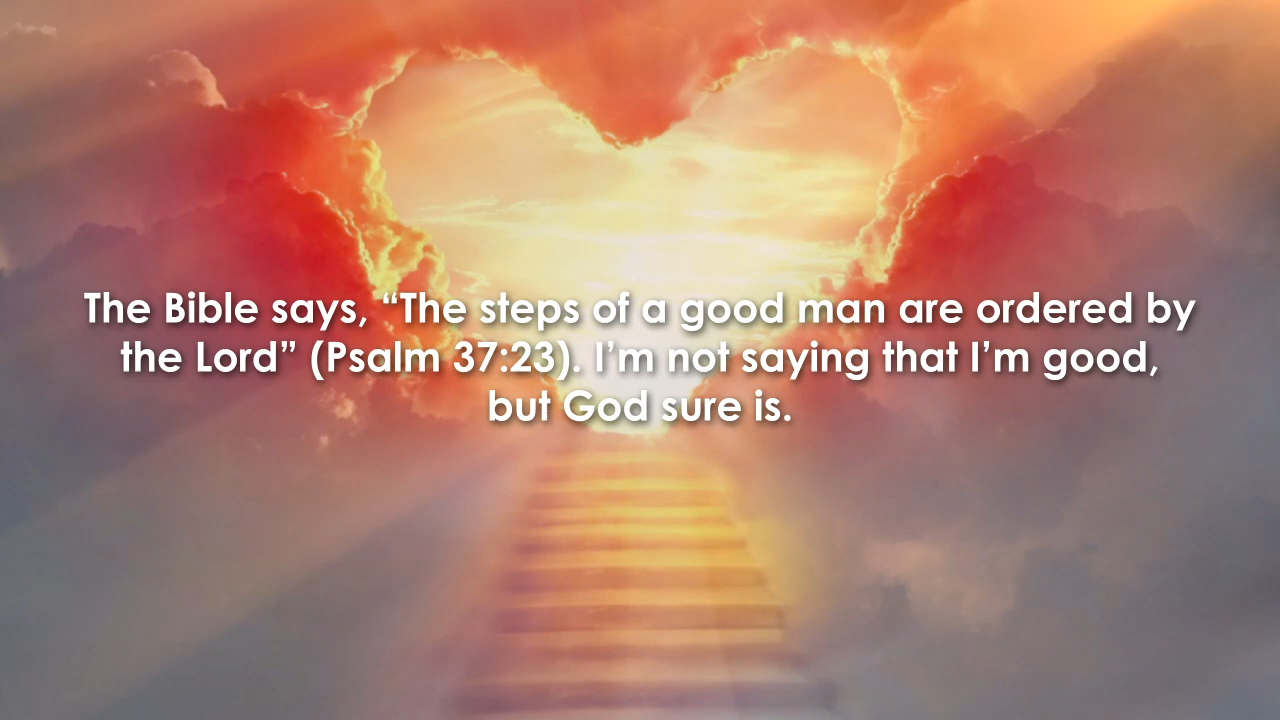 The Bible says, “The steps of a good man are ordered by
the Lord” (Psalm 37:23). I’m not saying that I’m good,
but God sure is.